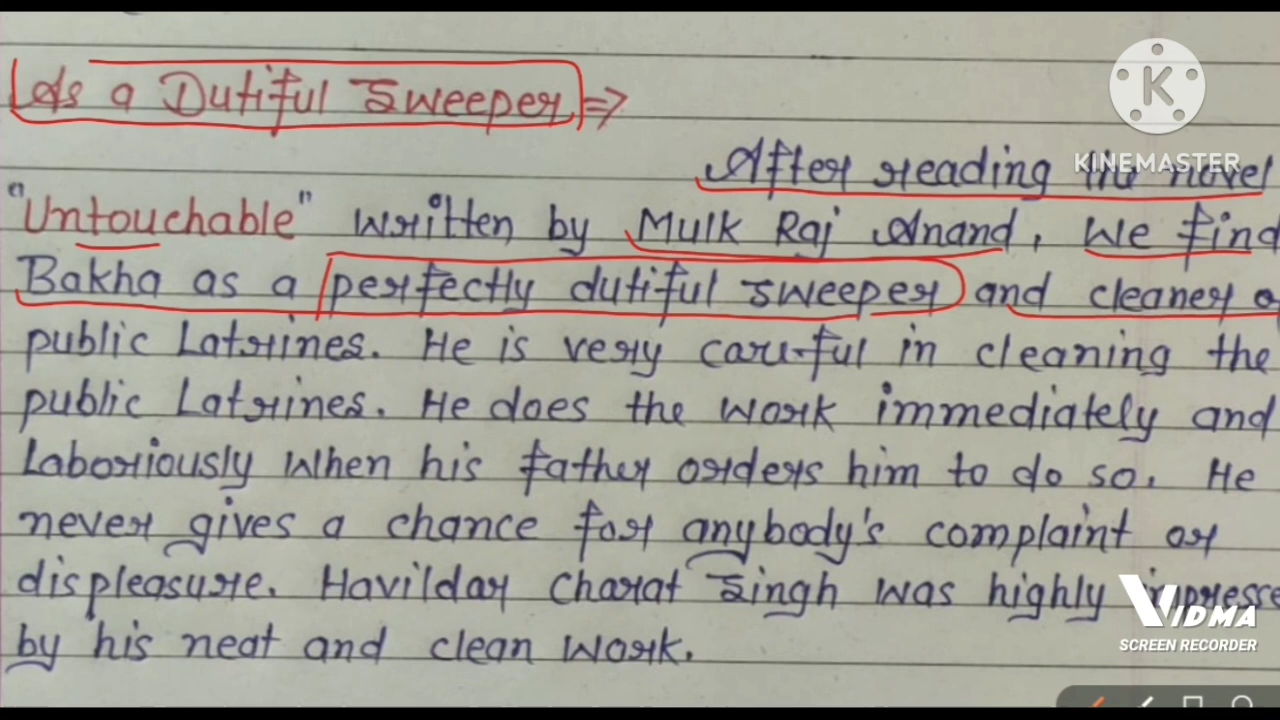 As a Dutiful Sweeper =>
K
KINEMASTER
After reading the novel
"Untouchable" written by Mulk Raj Anand, We find
Bakha as a perfectly dutiful sweeper and cleaner o
public Latrines. He is very careful in cleaning the
public Latrines. He does the work immediately and
Laboriously When his father orders him to do so. He
never gives a chance for anybody's complaint or
displeasure. Havildar Charat Singh was highly impresse
by his neat and clean work.
VIDMA
SCREEN RECORDER